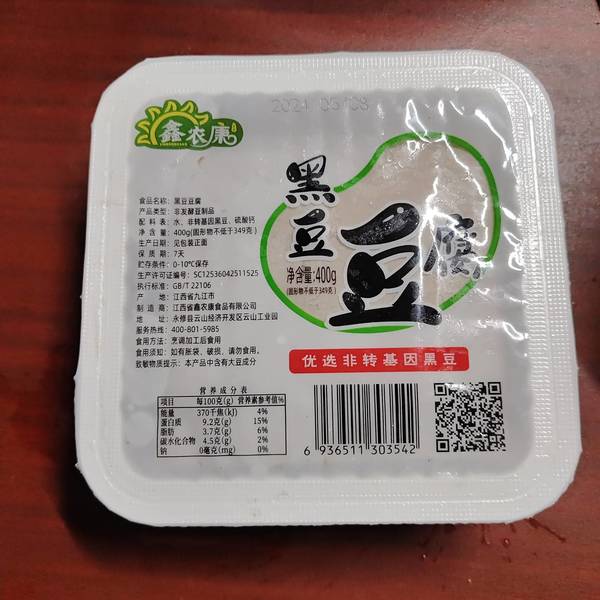 2021 05 08
鑫农康
XINNONGKANG
黑豆
豆腐
净含量:400g
(固形物不低于349克)
食品名称: 黑豆豆腐
产品类型: 非发酵豆制品
配 料 表: 水、非转基因黑豆、硫酸钙
净 含 量: 400g(固形物不低于349克)
生产日期: 见包装正面
保 质 期: 7天
贮存条件: 0-10℃保存
生产许可证编号: SC12536042511525
执行标准: GB/T 22106
产 地: 江西省九江市
制 造 商: 江西省鑫农康食品有限公司
地 址: 永修县云山经济开发区云山工业园
服务热线: 400-801-5985
食用方法: 烹调加工后食用
食用须知: 如有胀袋、破损,请勿食用。
致敏物质提示: 本产品中含有大豆成分
优选非转基因黑豆
营养成分表
项目 每100克(g) 营养素参考值%
能量 370千焦(kJ) 4%
蛋白质 9.2克(g) 15%
脂肪 3.7克(g) 6%
碳水化合物 4.5克(g) 2%
钠 0毫克(mg) 0%
6 936511 303542